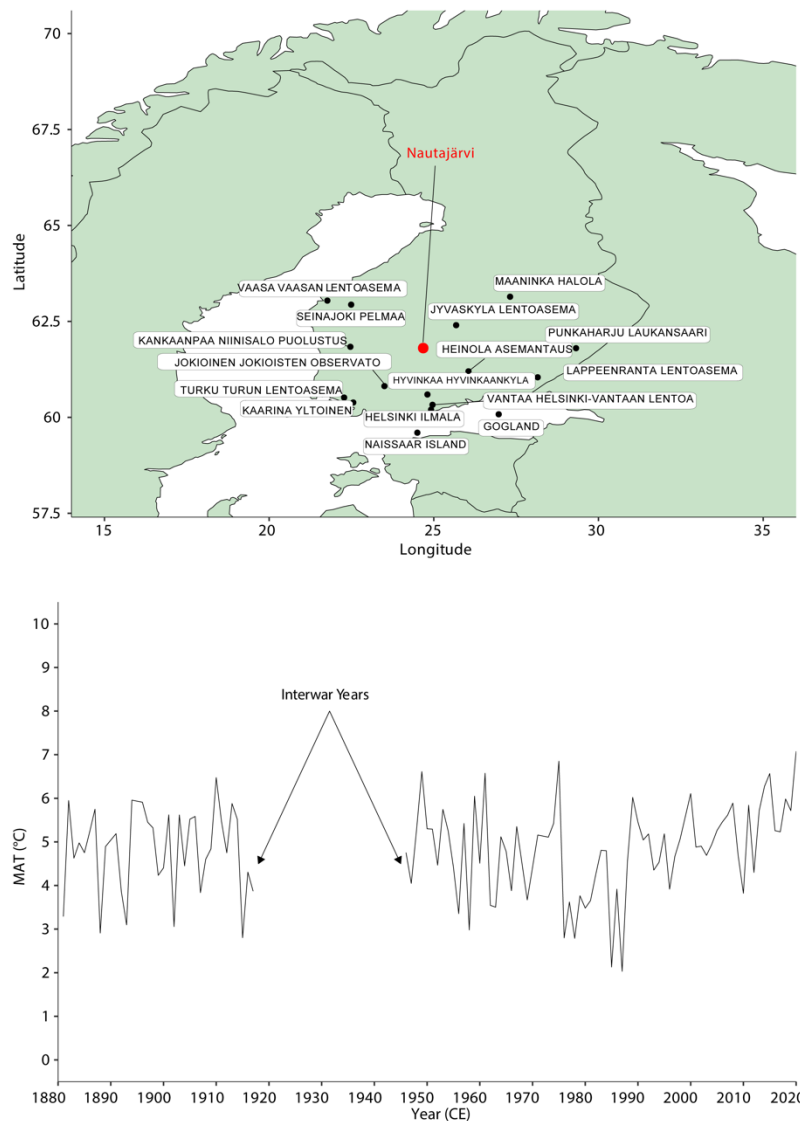 70
67.5
65
62.5
60
57.5
Latitude
Nautajärvi
VAASA VAASAN LENTOASEMA
MAANINKA HALOLA
SEINAJOKI PELMAA
JYVASKYLA LENTOASEMA
KANKAANPAA NIINISALO PUOLUSTUS
PUNKAHARJU LAUKANSAARI
HEINOLA ASEMANTAUS
JOKIOINEN JOKIOISTEN OBSERVATO
LAPPEENRANTA LENTOASEMA
HYVINKAA HYVINKAANKYLA
TURKU TURUN LENTOASEMA
VANTAA HELSINKI-VANTAAN LENTOA
KAARINA YLTOINEN
HELSINKI ILMALA
GOGLAND
NAISSAAR ISLAND
15 20 25 30 35
Longitude
10
9
8
7
6
5
4
3
2
1
0
MAT (°C)
Interwar Years
1880 1890 1900 1910 1920 1930 1940 1950 1960 1970 1980 1990 2000 2010 2020
Year (CE)